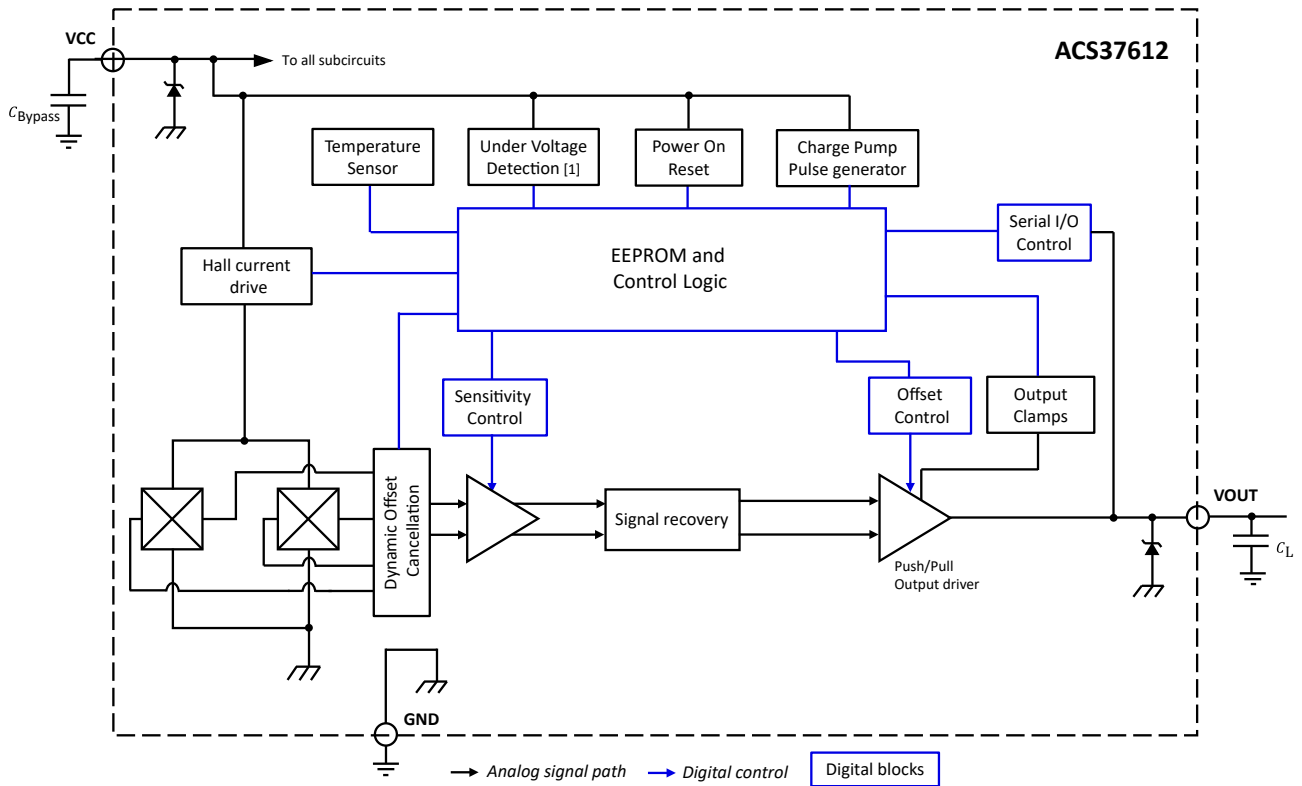 ACS37612
VCC
To all subcircuits
C_Bypass
Temperature
Sensor
Under Voltage
Detection [1]
Power On
Reset
Charge Pump
Pulse generator
Serial I/O
Control
EEPROM and
Control Logic
Hall current
drive
Sensitivity
Control
Offset
Control
Output
Clamps
Dynamic Offset
Cancellation
Signal recovery
Push/Pull
Output driver
VOUT
C_L
GND
Analog signal path
Digital control
Digital blocks